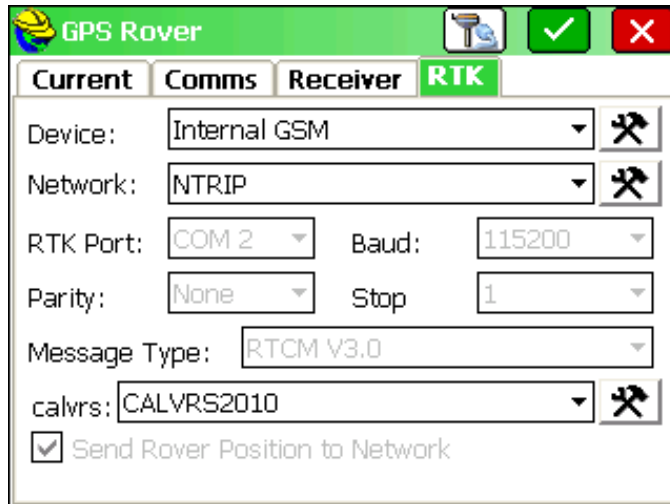 GPS Rover
Current Comms Receiver RTK
Device: Internal GSM
Network: NTRIP
RTK Port: COM 2 Baud: 115200
Parity: None Stop 1
Message Type: RTCM V3.0
calvrs: CALVRS2010
Send Rover Position to Network